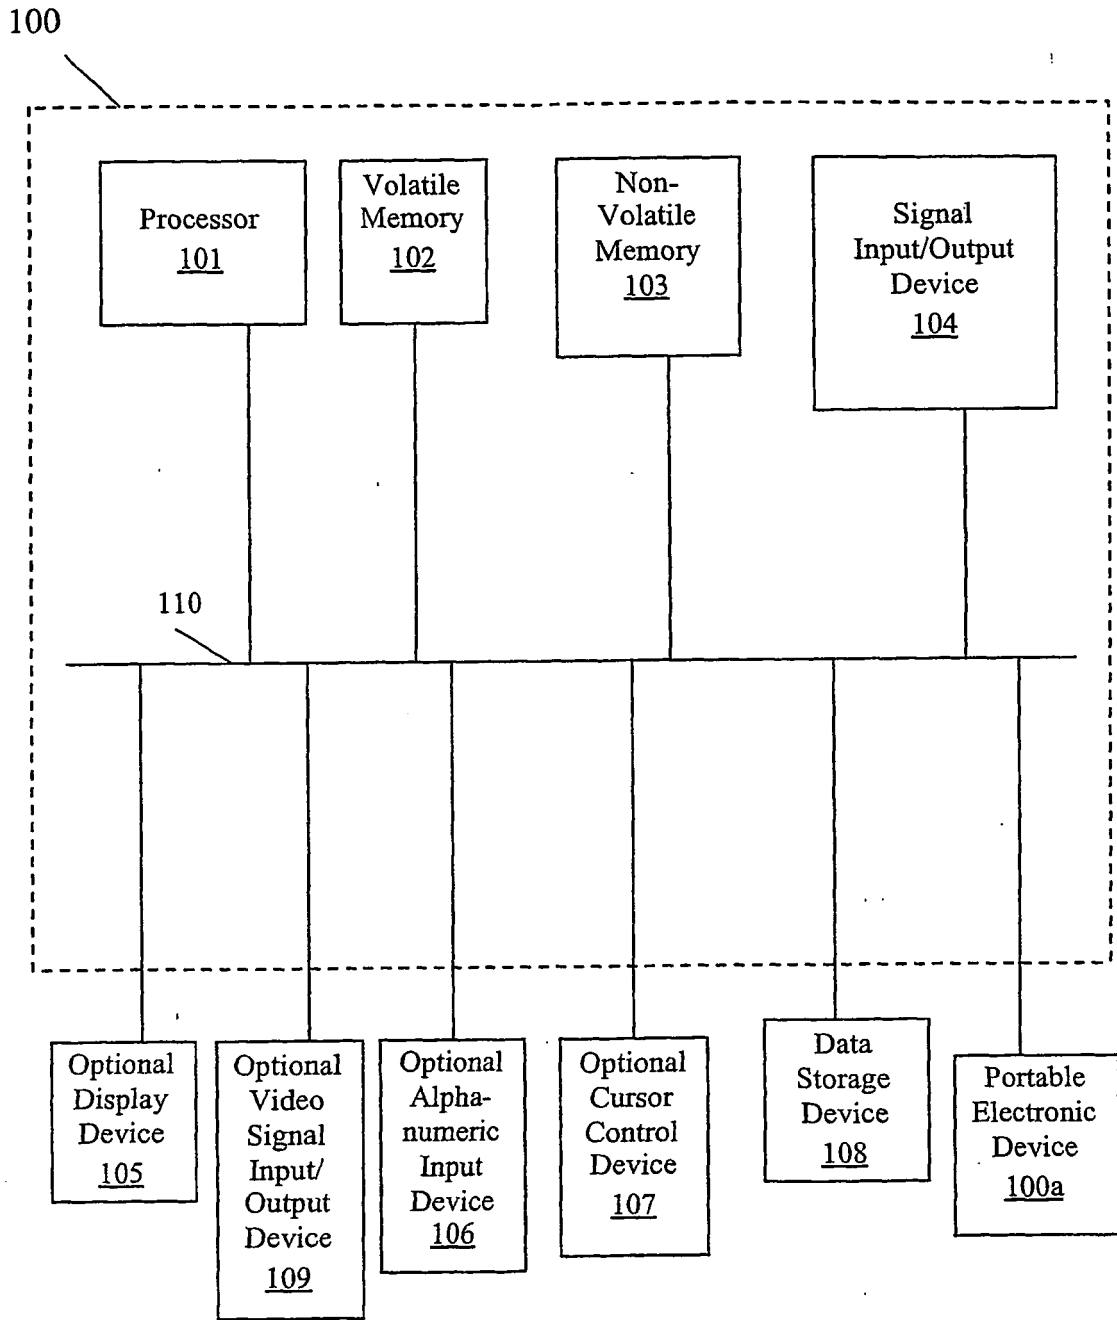 100
Processor
101
Volatile
Memory
102
Non-
Volatile
Memory
103
Signal
Input/Output
Device
104
110
Optional
Display
Device
105
Optional
Video
Signal
Input/
Output
Device
109
Optional
Alpha-
numeric
Input
Device
106
Optional
Cursor
Control
Device
107
Data
Storage
Device
108
Portable
Electronic
Device
100a